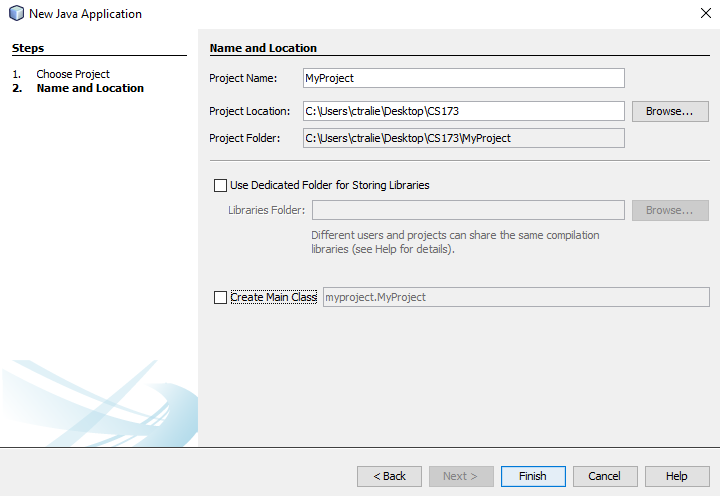 New Java Application
Steps
1. Choose Project
2. Name and Location
Name and Location
Project Name: MyProject
Project Location: C:\Users\ctralie\Desktop\CS173 Browse...
Project Folder: C:\Users\ctralie\Desktop\CS173\MyProject
Use Dedicated Folder for Storing Libraries
Libraries Folder: Browse...
Different users and projects can share the same compilation
libraries (see Help for details).
Create Main Class myproject.MyProject
< Back Next > Finish Cancel Help